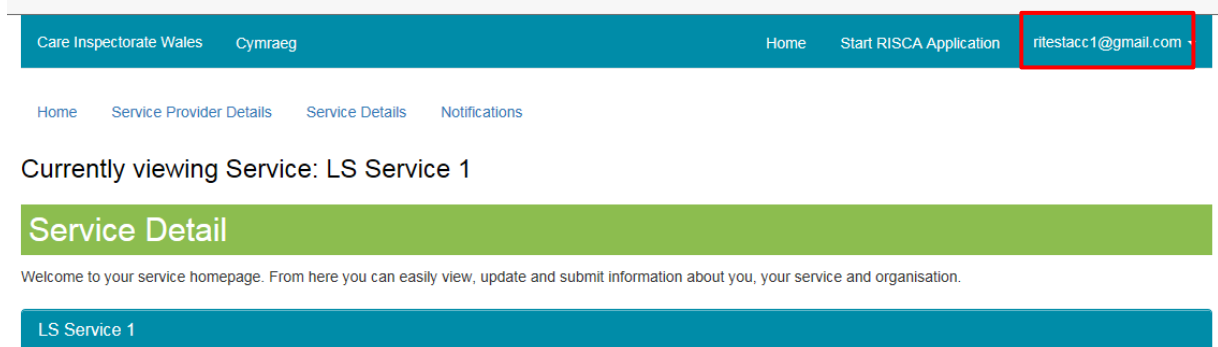 Care Inspectorate Wales Cymraeg Home Start RISCA Application ritestacc1@gmail.com
Home Service Provider Details Service Details Notifications
Currently viewing Service: LS Service 1
Service Detail
Welcome to your service homepage. From here you can easily view, update and submit information about you, your service and organisation.
LS Service 1